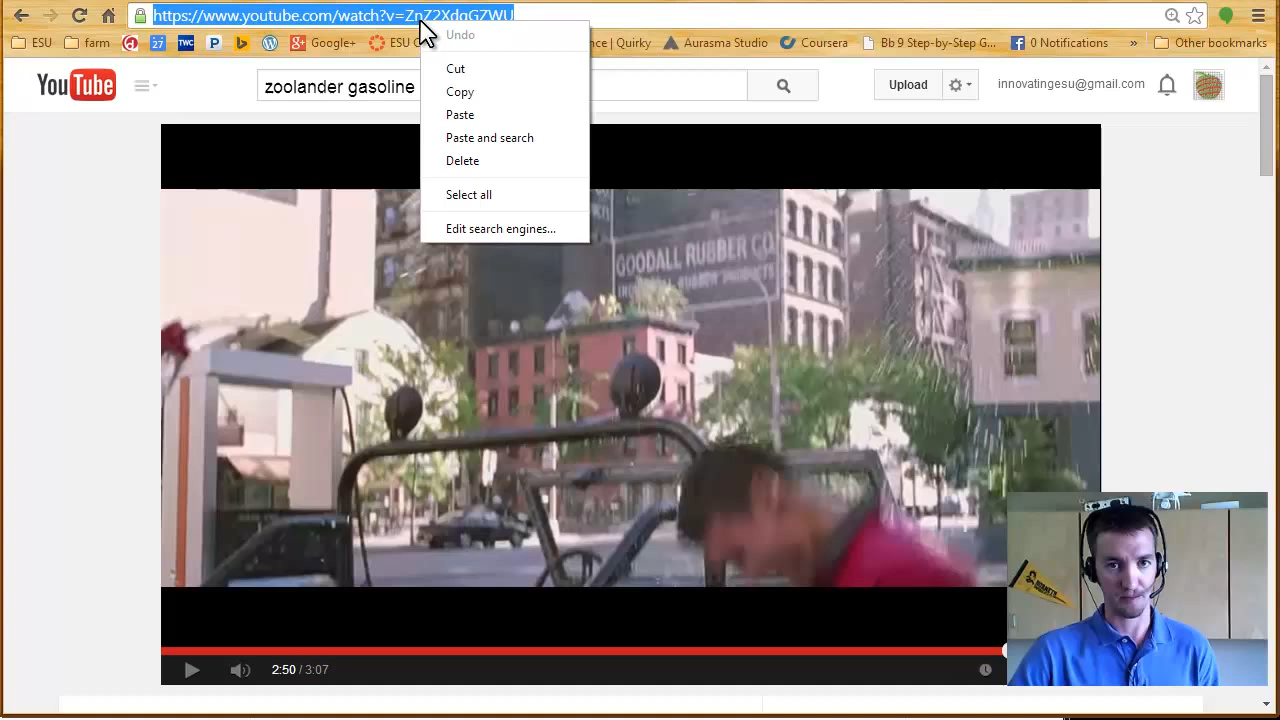 https://www.youtube.com/watch?v=ZnZ2XdqGZWU
ESU
farm
27
TWC
Google+
ESU
nce | Quirky
Aurasma Studio
Coursera
Bb 9 Step-by-Step G...
0 Notifications
»
Other bookmarks
Undo
Cut
Copy
Paste
Paste and search
Delete
Select all
Edit search engines...
YouTube
zoolander gasoline
Upload
innovatingesu@gmail.com
GOODALL RUBBER CO.
RUBBER PRODUCTS
2:50 / 3:07